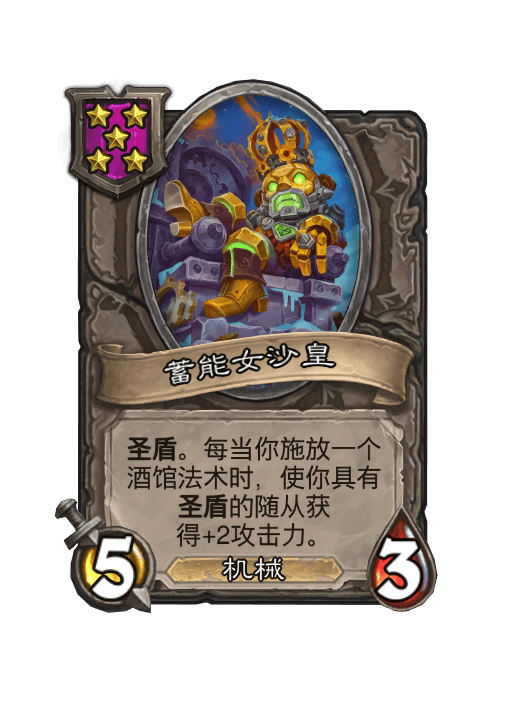 蓄能女沙皇
圣盾。每当你施放一个
酒馆法术时，使你具有
圣盾的随从获
得+2攻击力。
5
机械
3